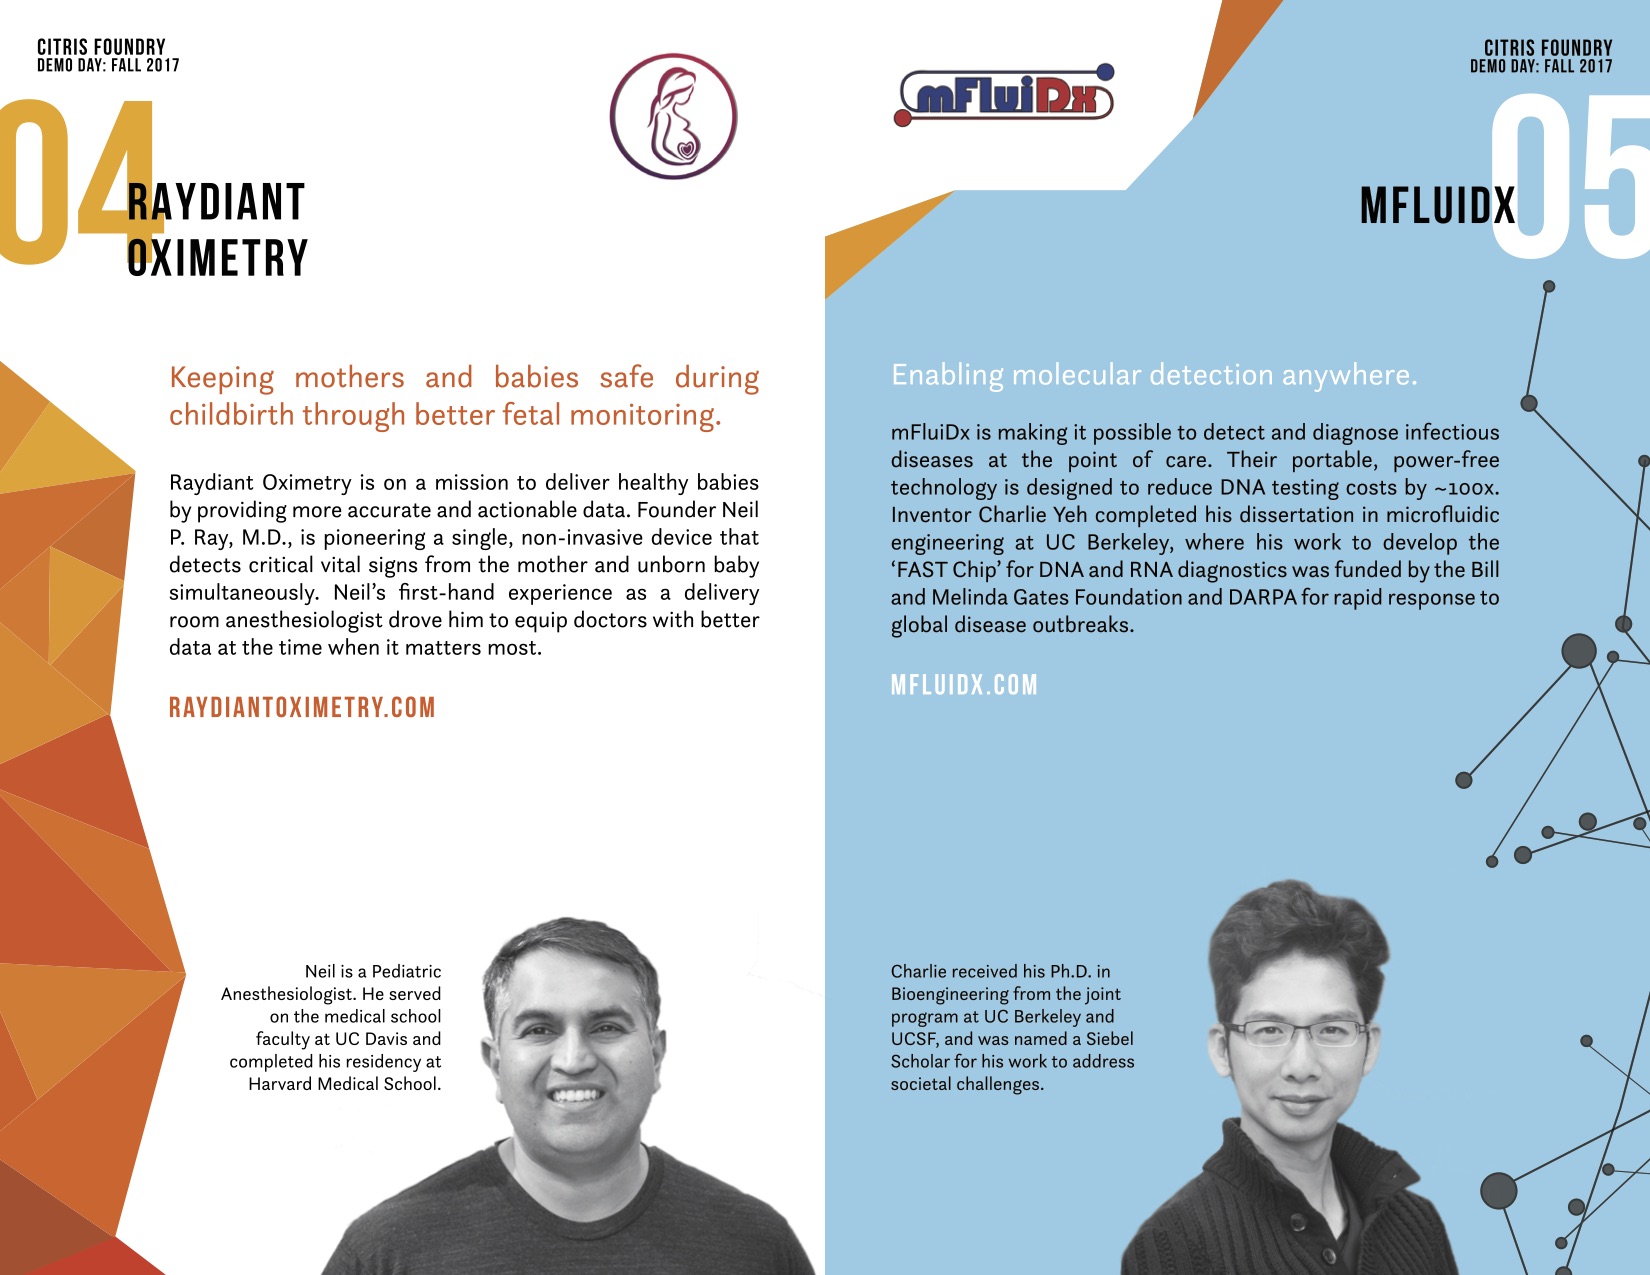 CITRIS FOUNDRY
DEMO DAY: FALL 2017
04
RAYDIANT
OXIMETRY
Keeping mothers and babies safe during
childbirth through better fetal monitoring.
Raydiant Oximetry is on a mission to deliver healthy babies
by providing more accurate and actionable data. Founder Neil
P. Ray, M.D., is pioneering a single, non-invasive device that
detects critical vital signs from the mother and unborn baby
simultaneously. Neil’s first-hand experience as a delivery
room anesthesiologist drove him to equip doctors with better
data at the time when it matters most.
RAYDIANTOXIMETRY.COM
Neil is a Pediatric
Anesthesiologist. He served
on the medical school
faculty at UC Davis and
completed his residency at
Harvard Medical School.
mFluiDx
CITRIS FOUNDRY
DEMO DAY: FALL 2017
05
MFLUIDX
Enabling molecular detection anywhere.
mFluiDx is making it possible to detect and diagnose infectious
diseases at the point of care. Their portable, power-free
technology is designed to reduce DNA testing costs by ~100x.
Inventor Charlie Yeh completed his dissertation in microfluidic
engineering at UC Berkeley, where his work to develop the
‘FAST Chip’ for DNA and RNA diagnostics was funded by the Bill
and Melinda Gates Foundation and DARPA for rapid response to
global disease outbreaks.
MFLUIDX.COM
Charlie received his Ph.D. in
Bioengineering from the joint
program at UC Berkeley and
UCSF, and was named a Siebel
Scholar for his work to address
societal challenges.